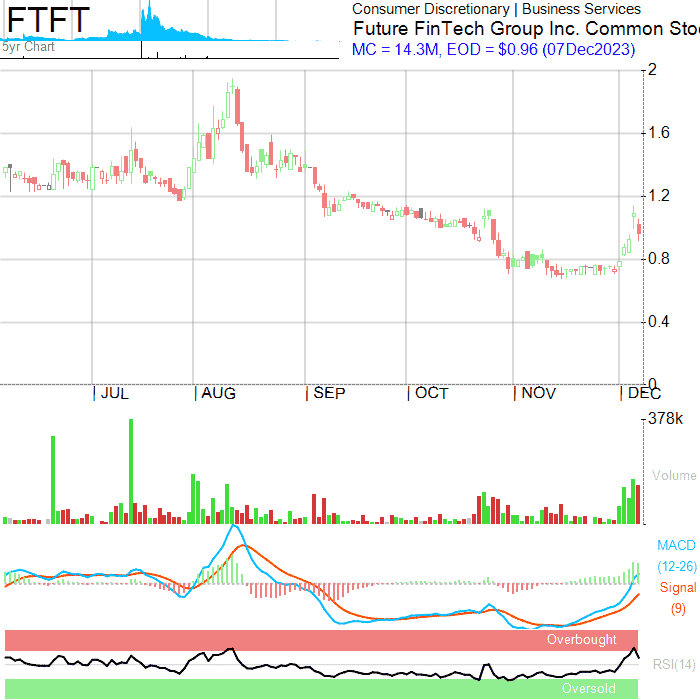 FTFT
5yr Chart
Consumer Discretionary | Business Services
Future FinTech Group Inc. Common Stoc
MC = 14.3M, EOD = $0.96 (07Dec2023)
2
1.6
1.2
0.8
0.4
0
JUL AUG SEP OCT NOV DEC
378k
Volume
MACD
(12-26)
Signal
(9)
Overbought
RSI(14)
Oversold